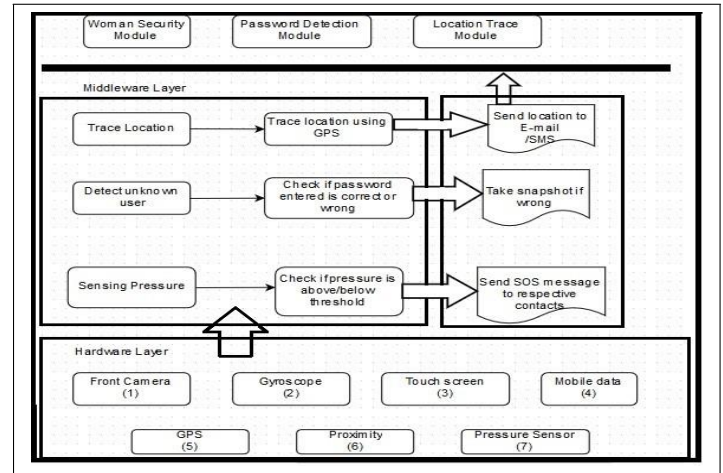 Woman Security
Module
Password Detection
Module
Location Trace
Module
Middleware Layer
Trace Location
Trace location using
GPS
Send location to
E-mail
/SMS
Detect unknown
user
Check if password
entered is correct or
wrong
Take snapshot if
wrong
Sensing Pressure
Check if pressure is
above/below
threshold
Send SOS message
to respective
contacts
Hardware Layer
Front Camera
(1)
Gyroscope
(2)
Touch screen
(3)
Mobile data
(4)
GPS
(5)
Proximity
(6)
Pressure Sensor
(7)